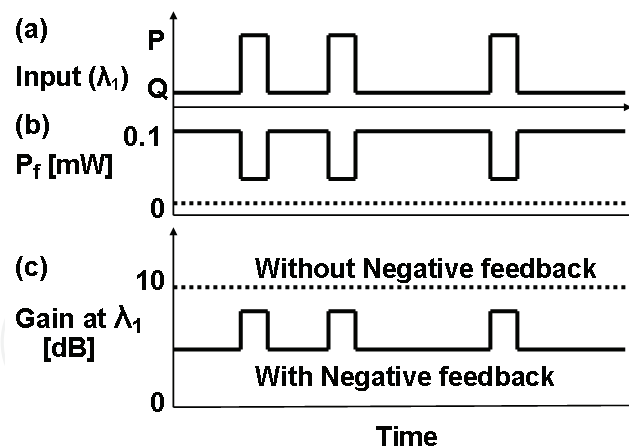 (a)
P
Input (λ1)
Q
(b)
0.1
Pf [mW]
0
(c)
Without Negative feedback
10
Gain at λ1
[dB]
With Negative feedback
0
Time